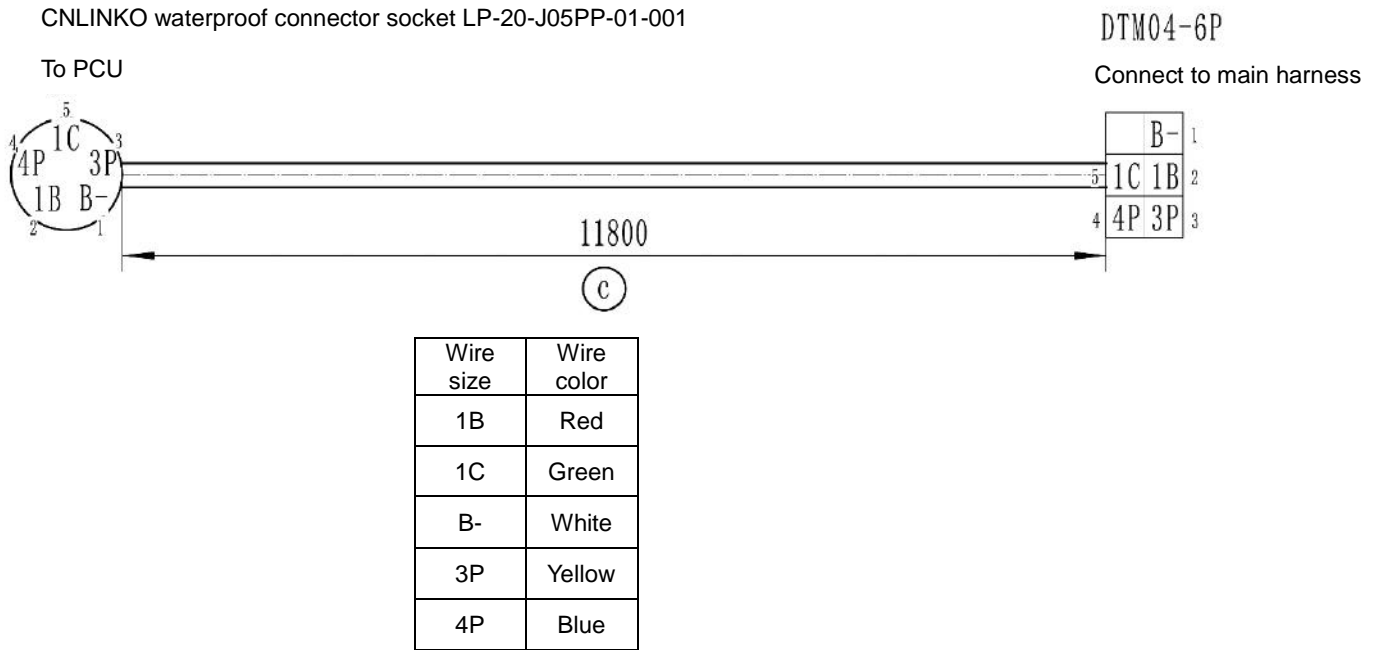 CNLINKO waterproof connector socket LP-20-J05PP-01-001
DTM04-6P
To PCU
Connect to main harness
5
4 1C 3
4P 3P
1B B-
2 1
B- 1
5 1C 1B 2
4 4P 3P 3
11800
C
Wire size Wire color
1B Red
1C Green
B- White
3P Yellow
4P Blue